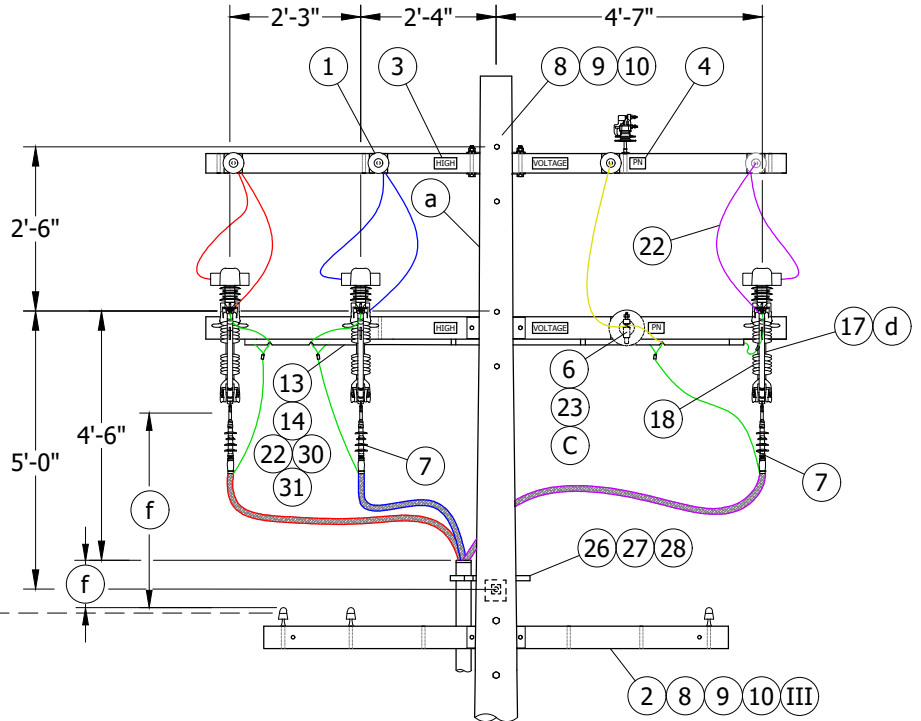 2'-3" 2'-4" 4'-7"
1 3 8 9 10 4
HIGH VOLTAGE PN
a
2'-6"
22
HIGH VOLTAGE PN
17 d
13 6
14 23 18
4'-6"
22 30 C
7 7
5'-0"
31
f
26 27 28
f
2 8 9 10 III